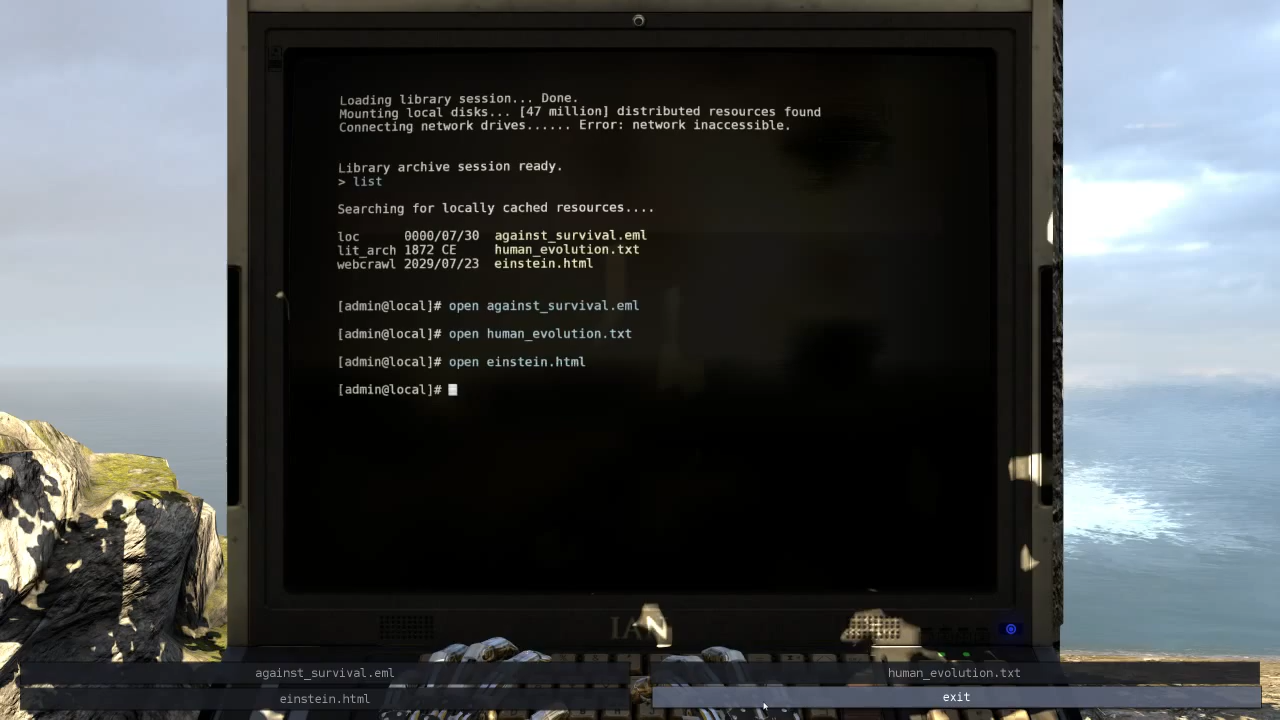 Loading library session... Done.
Mounting local disks... [47 million] distributed resources found
Connecting network drives...... Error: network inaccessible.
Library archive session ready.
> list
Searching for locally cached resources....
loc 0000/07/30 against_survival.eml
lit_arch 1872 CE human_evolution.txt
webcrawl 2029/07/23 einstein.html
[admin@local]# open against_survival.eml
[admin@local]# open human_evolution.txt
[admin@local]# open einstein.html
[admin@local]#
IAN
against_survival.eml human_evolution.txt
einstein.html exit